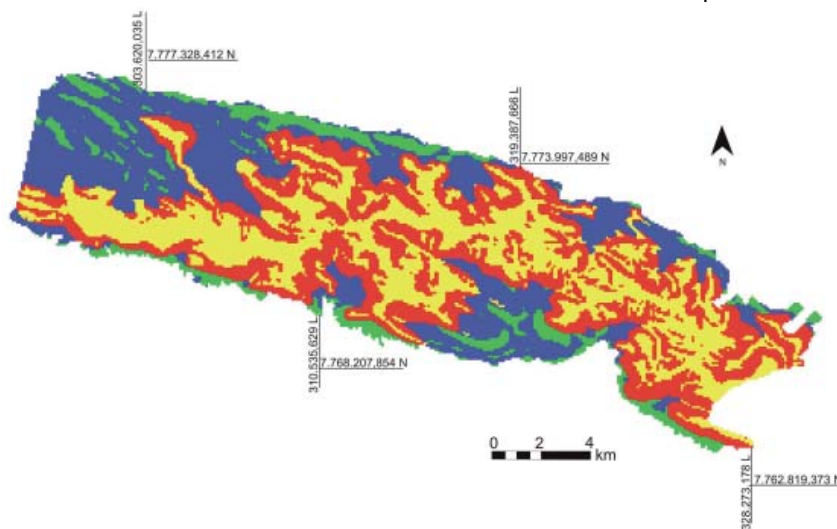 303.620,035 L
7.777.328,412 N
319.387,666 L
7.773.997,489 N
N
310.535,629 L
7.768.207,854 N
0 2 4
km
7.762.819,373 N
328.273,178 L